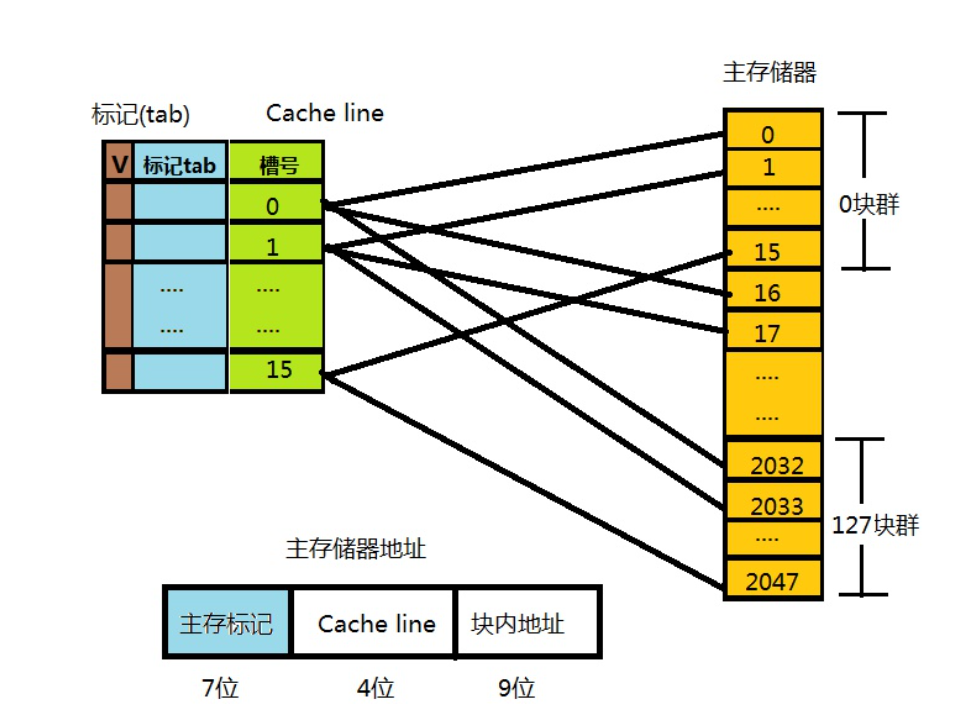 主存储器
标记(tab)
Cache line
V 标记tab 槽号
0
1
.... ....
.... ....
15
0
1
....
15
16
17
....
....
2032
2033
....
2047
0块群
127块群
主存储器地址
主存标记 Cache line 块内地址
7位 4位 9位